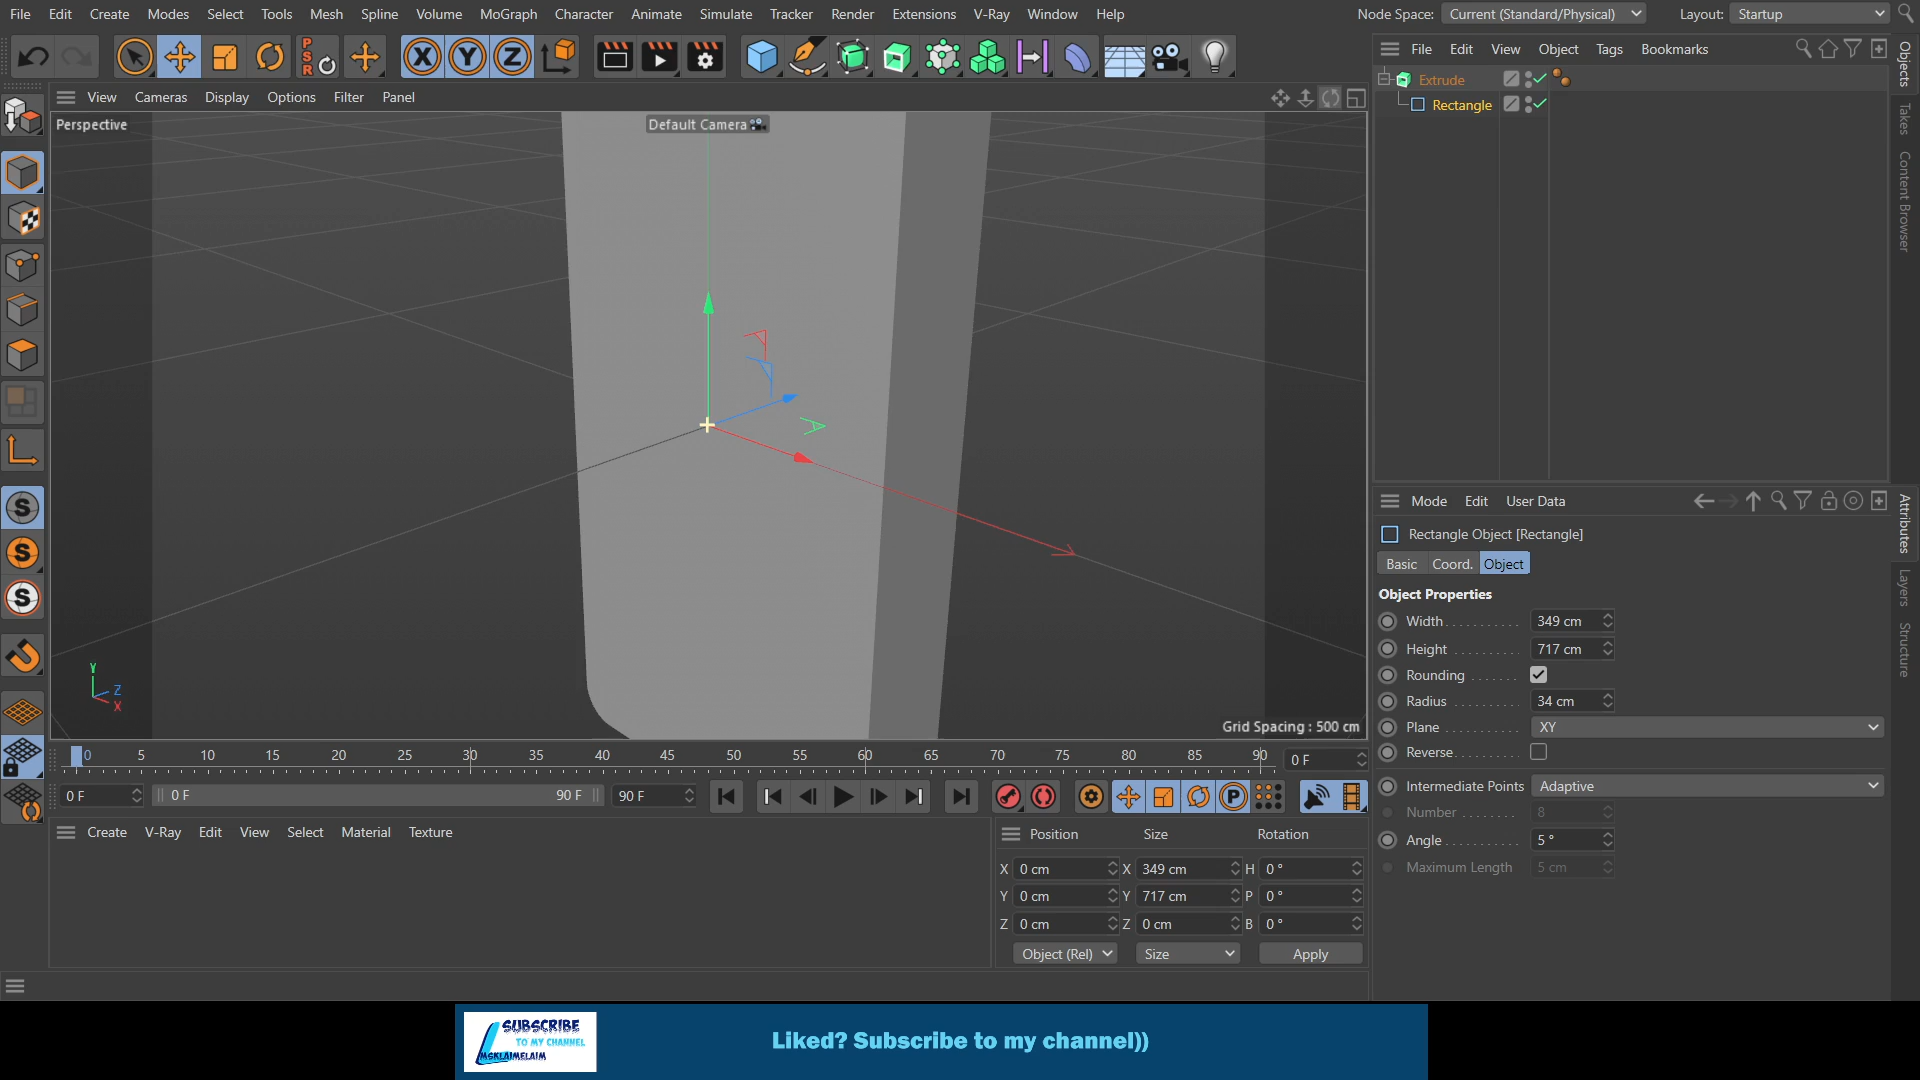 File Edit Create Modes Select Tools Mesh Spline Volume MoGraph Character Animate Simulate Tracker Render Extensions V-Ray Window Help Node Space: Current (Standard/Physical) Layout: Startup
P S R X Y Z
File Edit View Object Tags Bookmarks
Objects Takes Content Browser
Extrude
Rectangle
View Cameras Display Options Filter Panel
Perspective Default Camera
Y Z X
Grid Spacing : 500 cm
S
S
S
Mode Edit User Data
Attributes Layers Structure
Rectangle Object [Rectangle]
Basic Coord. Object
Object Properties
Width 349 cm
Height 717 cm
Rounding
Radius 34 cm
Plane XY
Reverse
Intermediate Points Adaptive
Number 8
Angle 5 °
Maximum Length 5 cm
0 5 10 15 20 25 30 35 40 45 50 55 60 65 70 75 80 85 90 0 F
0 F 0 F 90 F 90 F P
Create V-Ray Edit View Select Material Texture
Position Size Rotation
X 0 cm X 349 cm H 0 °
Y 0 cm Y 717 cm P 0 °
Z 0 cm Z 0 cm B 0 °
Object (Rel) Size Apply
SUBSCRIBE
TO MY CHANNEL
MSKLAIMELAIM
Liked? Subscribe to my channel))